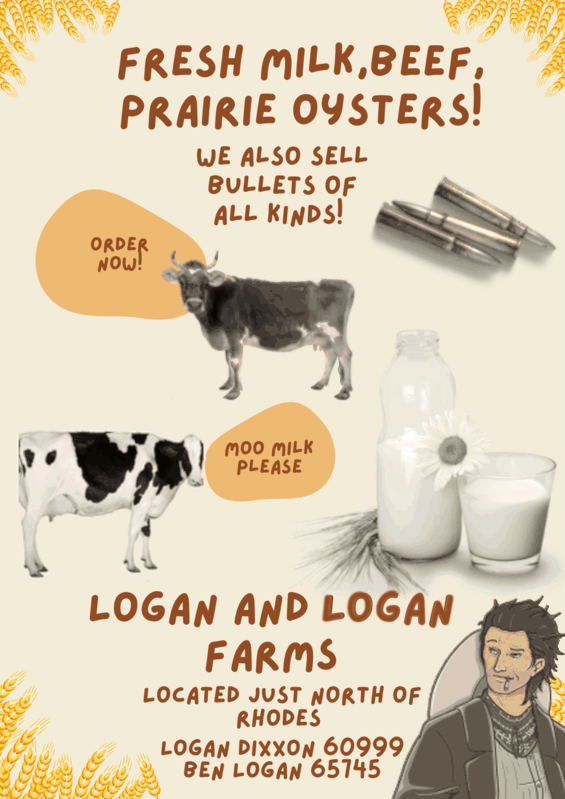 FRESH MILK,BEEF,
PRAIRIE OYSTERS!
WE ALSO SELL
BULLETS OF
ALL KINDS!
ORDER
NOW!
MOO MILK
PLEASE
LOGAN AND LOGAN
FARMS
LOCATED JUST NORTH OF
RHODES
LOGAN DIXXON 60999
BEN LOGAN 65745